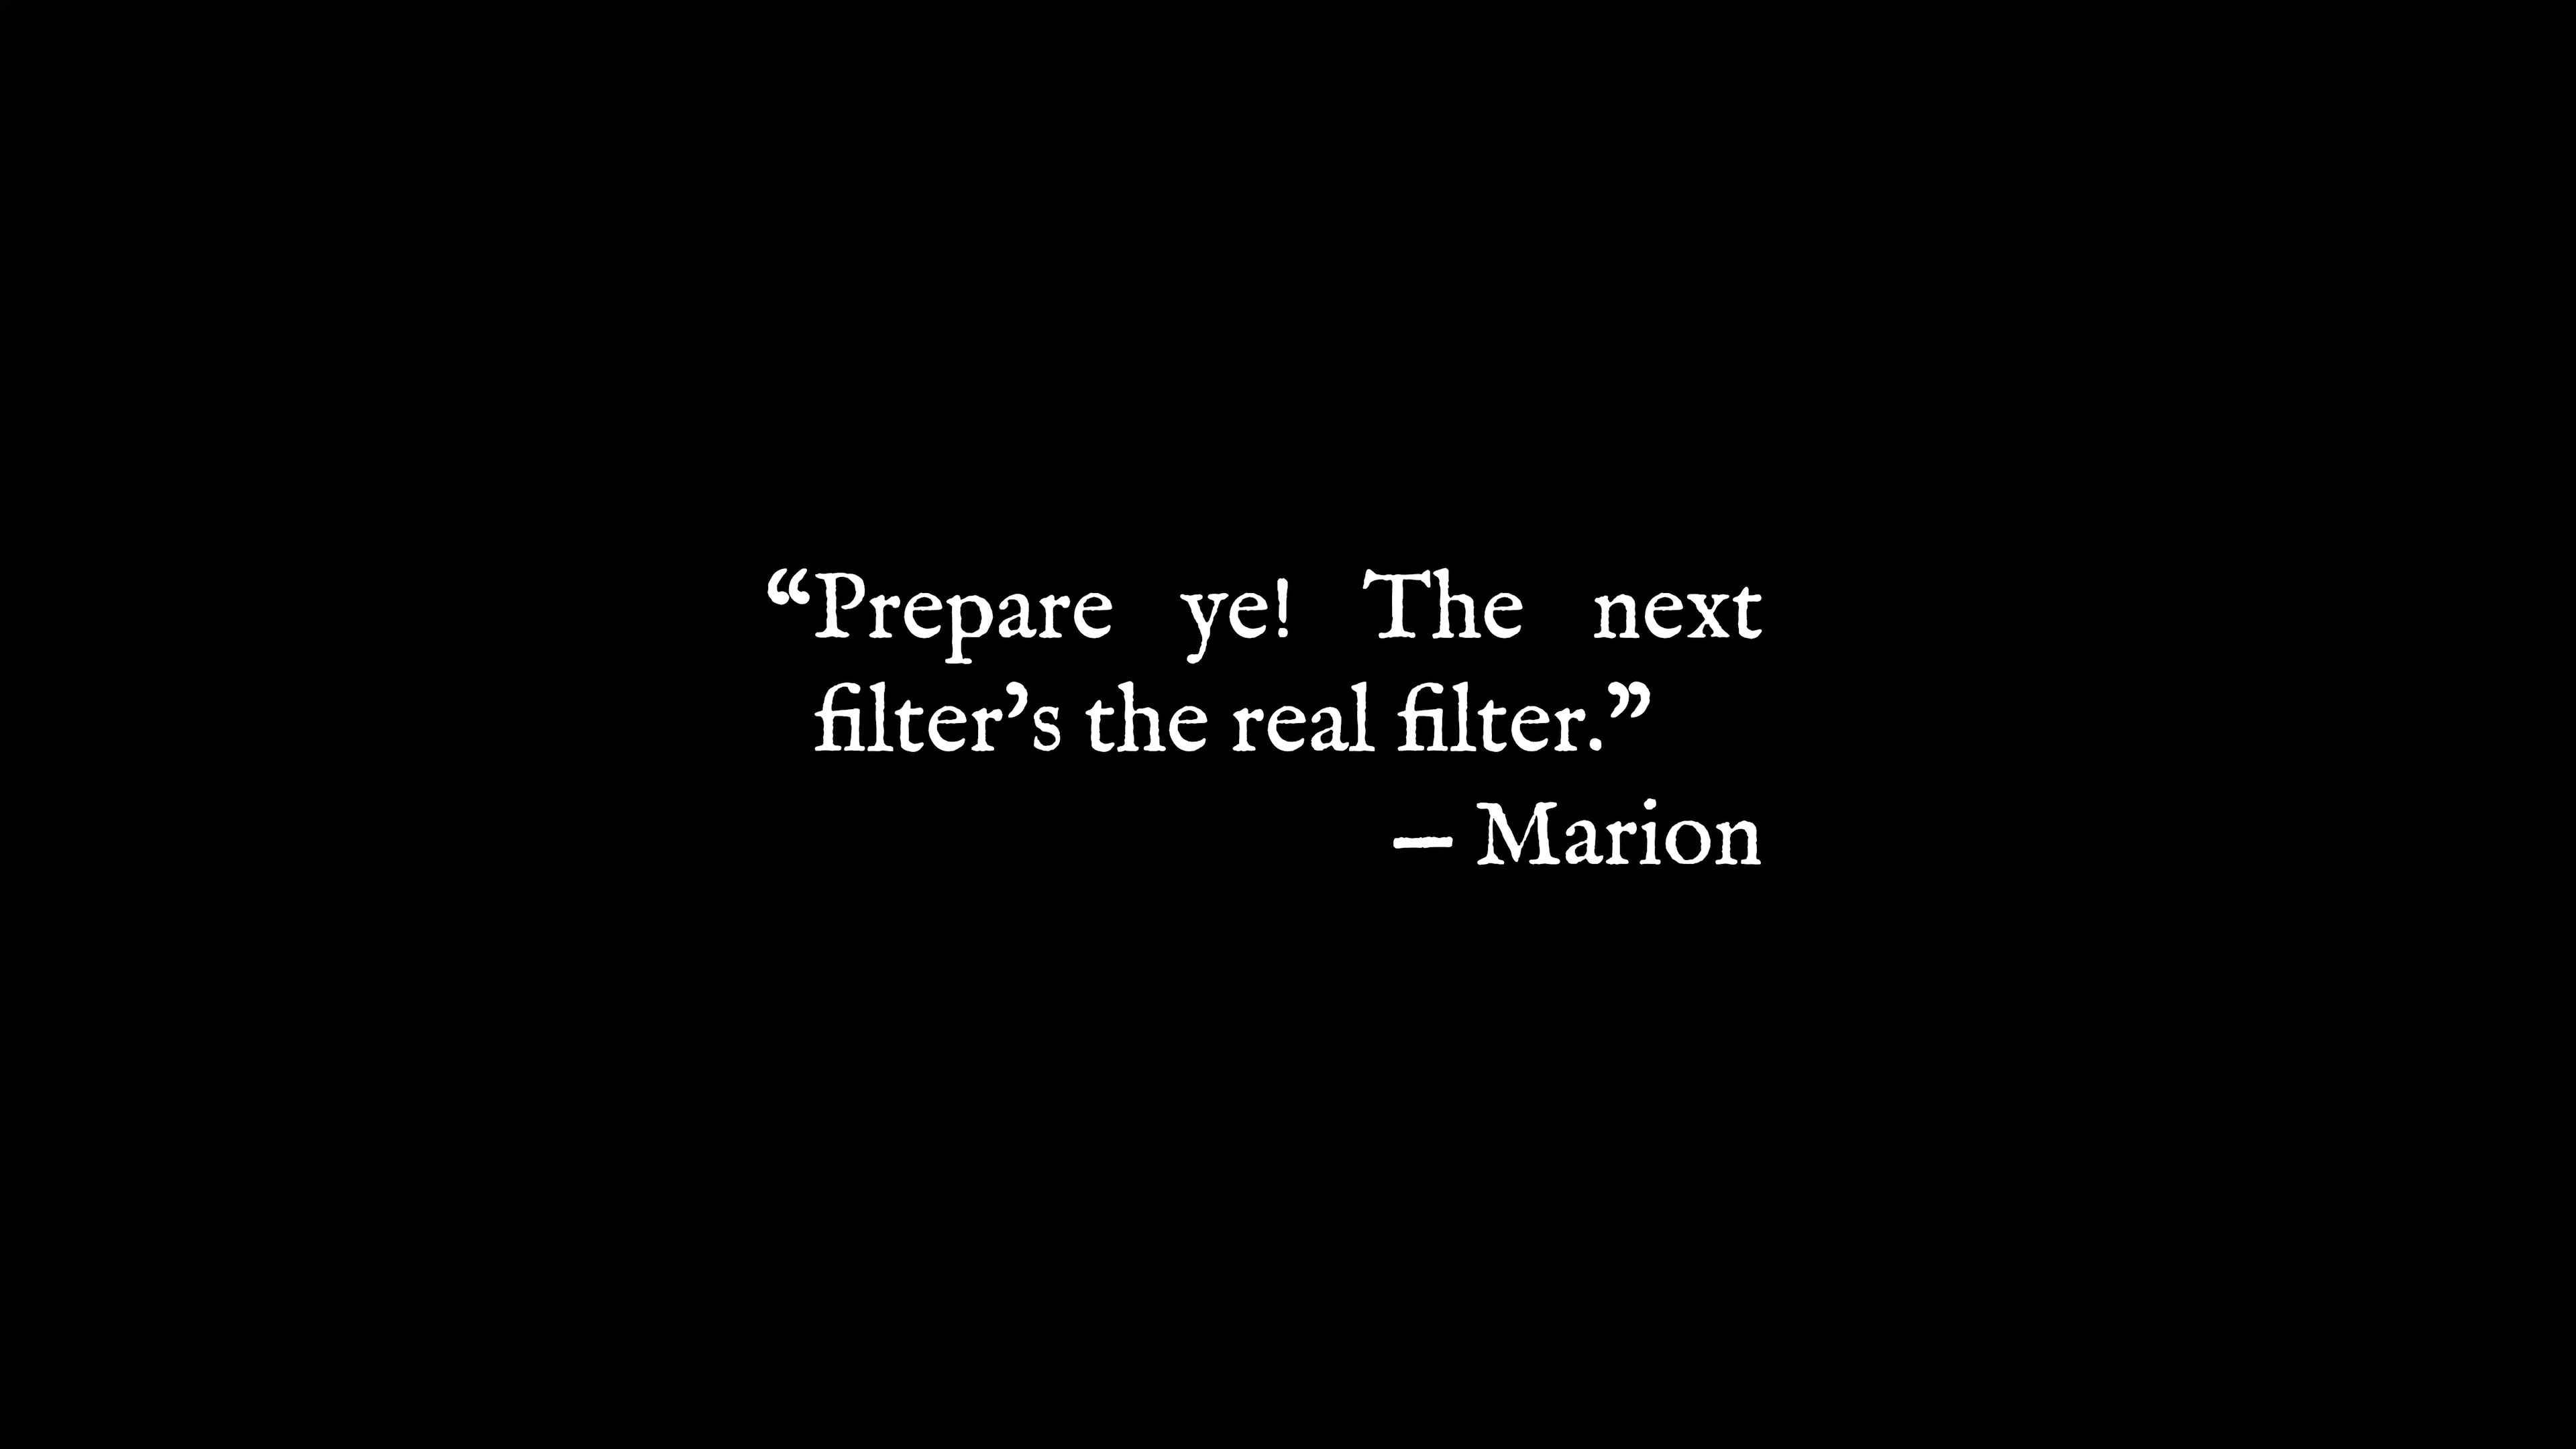 “Prepare ye! The next
filter’s the real filter.”
— Marion